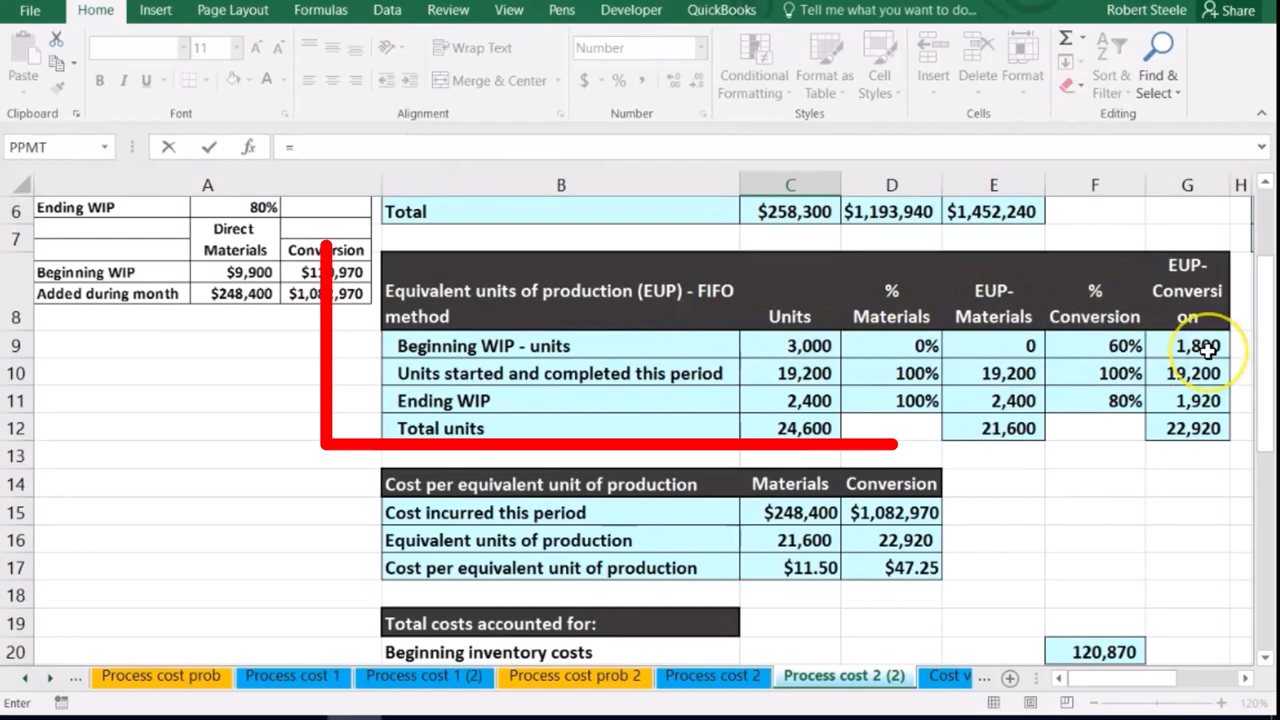 File Home Insert Page Layout Formulas Data Review View Pens Developer QuickBooks Tell me what you want to do... Robert Steele Share
Paste 11 A A Wrap Text Number Conditional Formatting Format as Table Cell Styles Insert Delete Format Sort & Filter Find & Select
B I U A Merge & Center $ %
Clipboard Font Alignment Number Styles Cells Editing
PPMT fx =
A B C D E F G H
6 Ending WIP 80% Total $258,300 $1,193,940 $1,452,240
7 Direct
Materials
Beginning WIP $9,900
Added during month $248,400
8 Equivalent units of production (EUP) - FIFO method Units % Materials EUP- Materials % Conversion EUP- Conversi on
9 Beginning WIP - units 3,000 0% 0 60% 1,800
10 Units started and completed this period 19,200 100% 19,200 100% 19,200
11 Ending WIP 2,400 100% 2,400 80% 1,920
12 Total units 24,600 21,600 22,920
13
14 Cost per equivalent unit of production Materials Conversion
15 Cost incurred this period $248,400 $1,082,970
16 Equivalent units of production 21,600 22,920
17 Cost per equivalent unit of production $11.50 $47.25
18
19 Total costs accounted for:
20 Beginning inventory costs 120,870
... Process cost prob Process cost 1 Process cost 1 (2) Process cost prob 2 Process cost 2 Process cost 2 (2) Cost v ...
Enter 120%